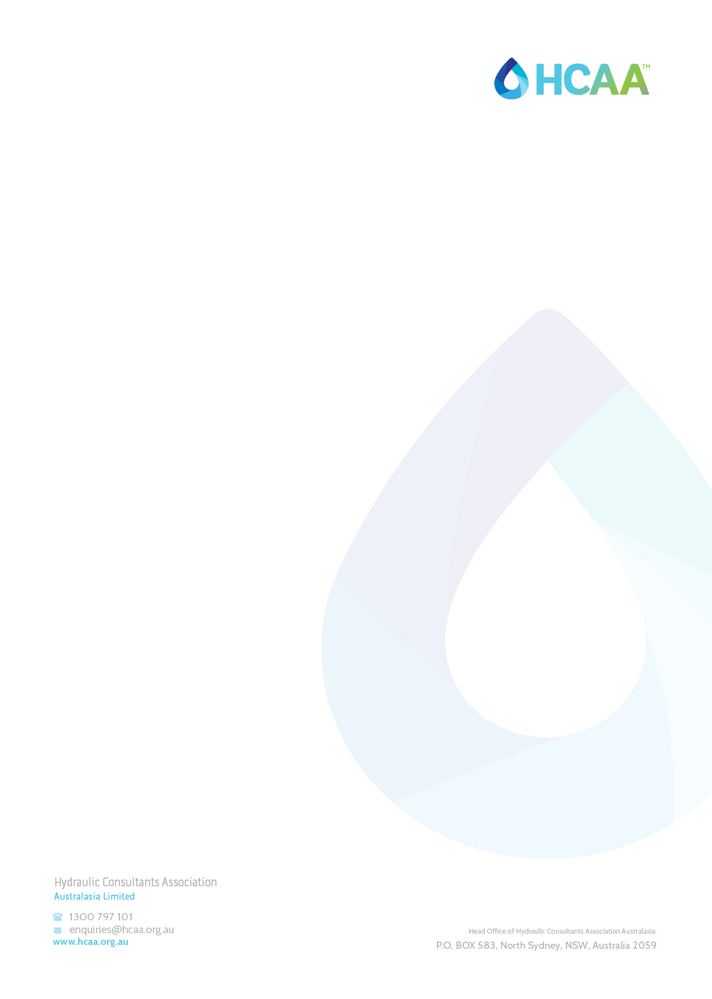 HCAA™
Hydraulic Consultants Association
Australasia Limited
1300 797 101
enquiries@hcaa.org.au
www.hcaa.org.au
Head Office of Hydraulic Consultants Association Australasia:
P.O. BOX 583, North Sydney, NSW, Australia 2059